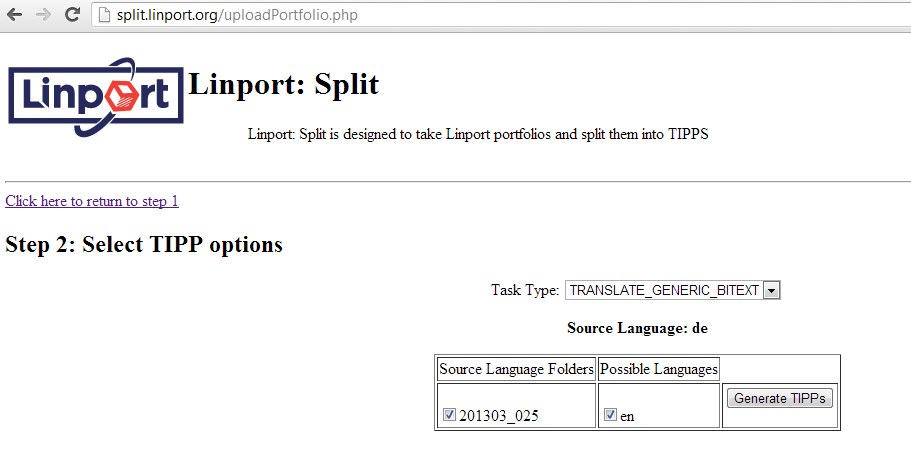 split.linport.org/uploadPortfolio.php
Linport
Linport: Split
Linport: Split is designed to take Linport portfolios and split them into TIPPS
Click here to return to step 1
Step 2: Select TIPP options
Task Type: TRANSLATE_GENERIC_BITEXT
Source Language: de
Source Language Folders Possible Languages
201303_025 en Generate TIPPs